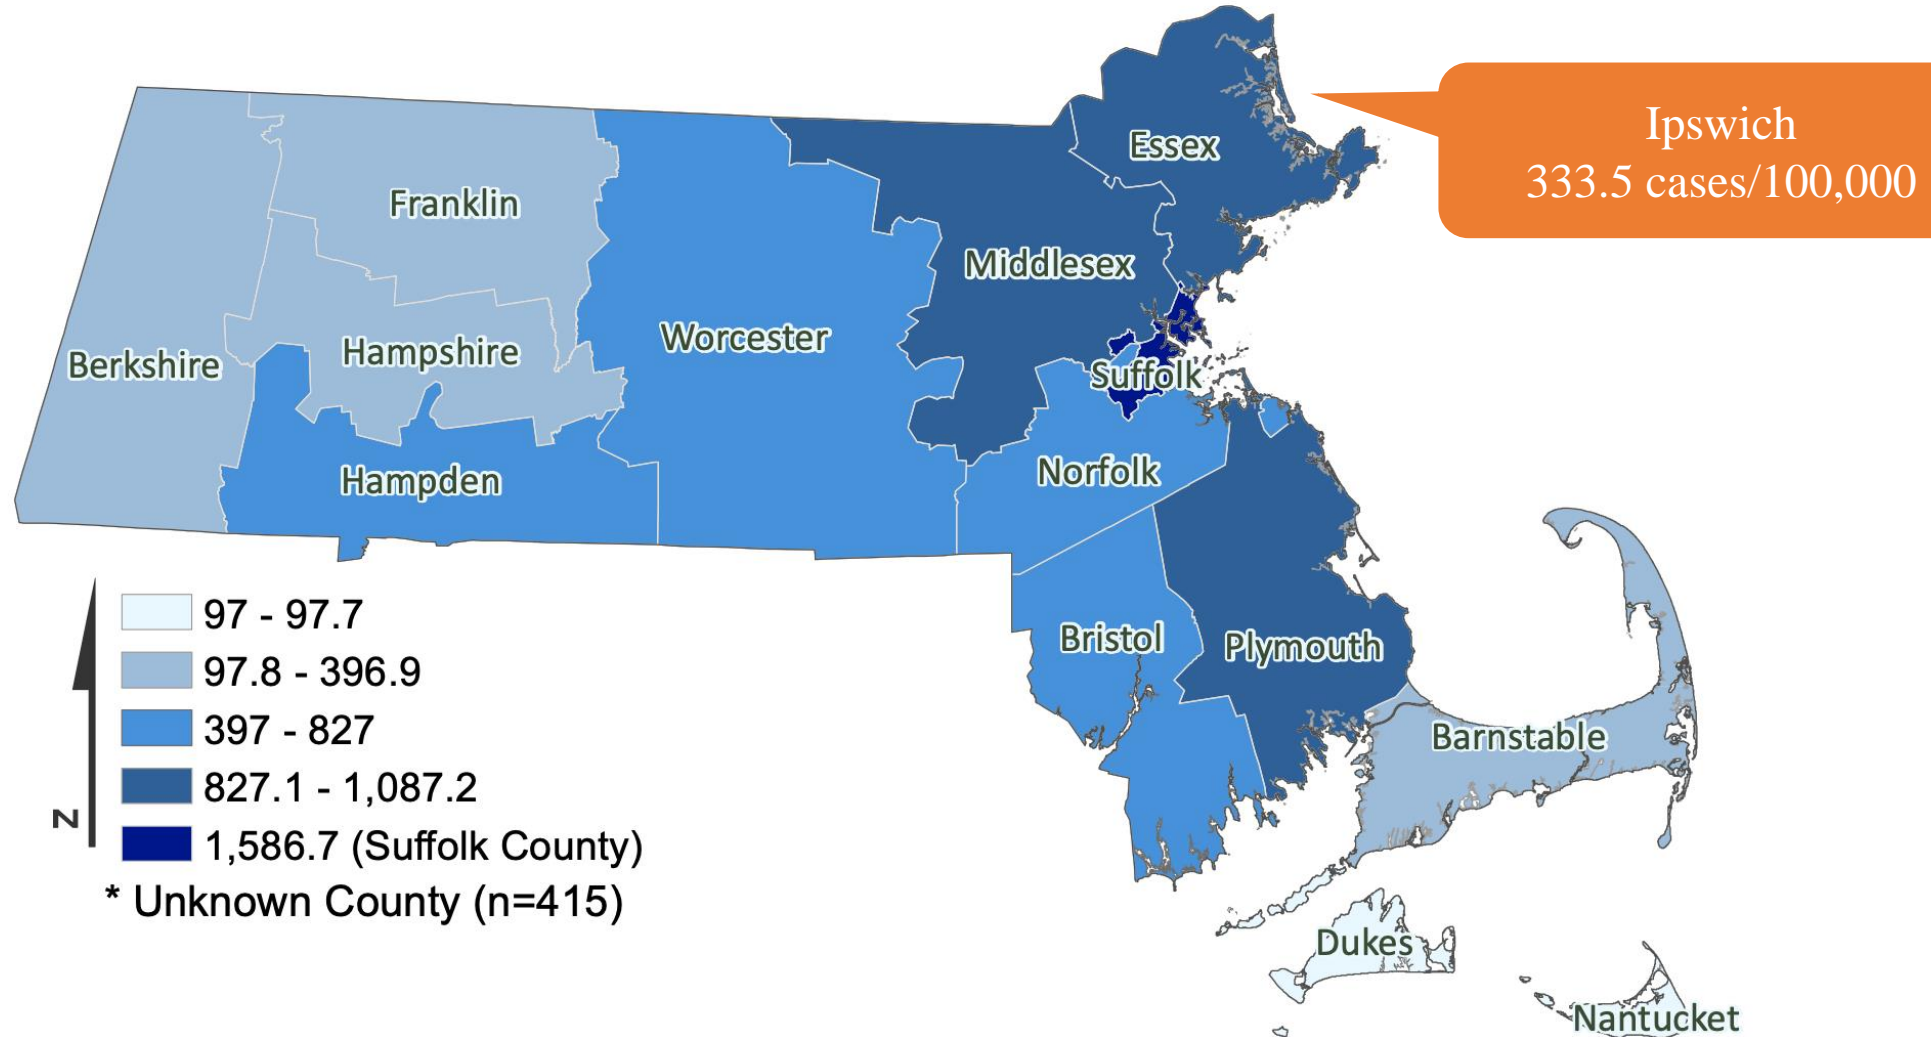 Ipswich
333.5 cases/100,000
Essex
Franklin
Middlesex
Worcester
Hampshire
Berkshire
Suffolk
Norfolk
Hampden
Bristol
Plymouth
Barnstable
Dukes
Nantucket
97 - 97.7
97.8 - 396.9
397 - 827
827.1 - 1,087.2
1,586.7 (Suffolk County)
* Unknown County (n=415)
N